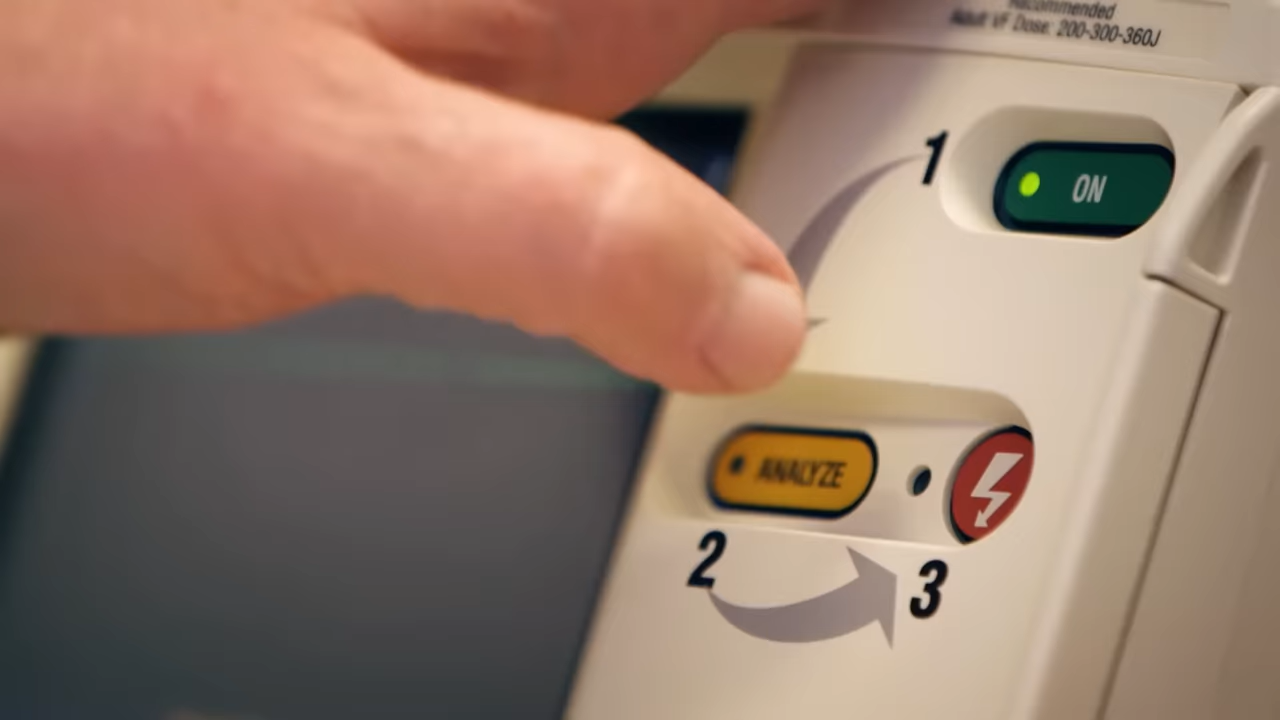 Recommended
Adult VF Dose: 200-300-360J
1
ON
ANALYZE
2
3